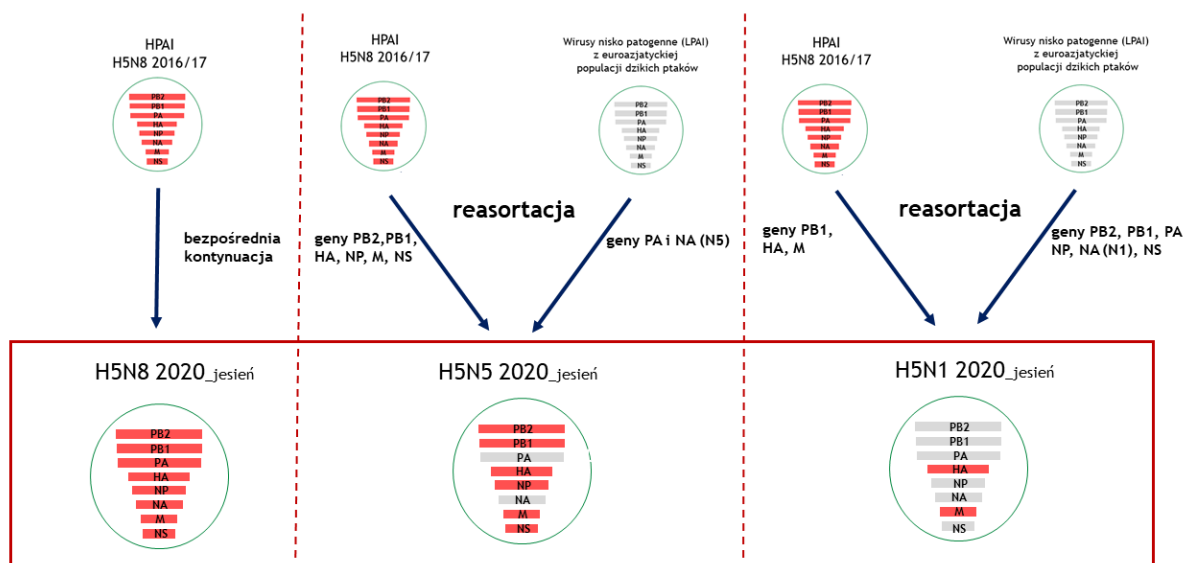 HPAI
H5N8 2016/17
PB2
PB1
PA
HA
NP
NA
M
NS
bezpośrednia
kontynuacja
H5N8 2020_jesień
PB2
PB1
PA
HA
NP
NA
M
NS
HPAI
H5N8 2016/17
PB2
PB1
PA
HA
NP
NA
M
NS
Wirusy nisko patogenne (LPAI)
z euroazjatyckiej
populacji dzikich ptaków
PB2
PB1
PA
HA
NP
NA
M
NS
reasortacja
geny PB2,PB1,
HA, NP, M, NS
geny PA i NA (N5)
H5N5 2020_jesień
PB2
PB1
PA
HA
NP
NA
M
NS
HPAI
H5N8 2016/17
PB2
PB1
PA
HA
NP
NA
M
NS
Wirusy nisko patogenne (LPAI)
z euroazjatyckiej
populacji dzikich ptaków
PB2
PB1
PA
HA
NP
NA
M
NS
reasortacja
geny PB1,
HA, M
geny PB2, PB1, PA
NP, NA (N1), NS
H5N1 2020_jesień
PB2
PB1
PA
HA
NP
NA
M
NS